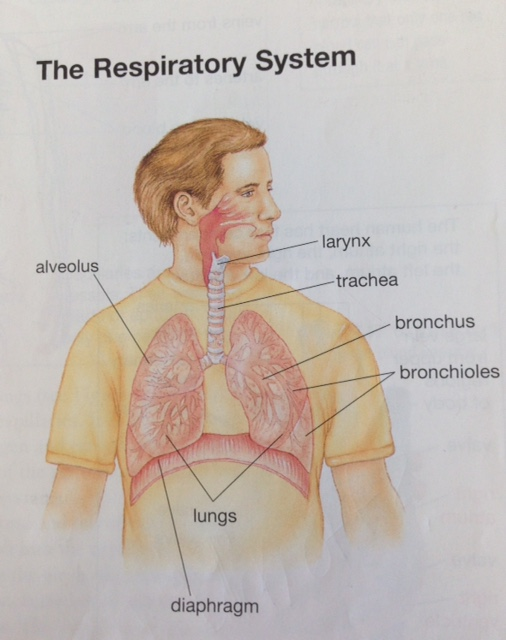 The Respiratory System
larynx
alveolus
trachea
bronchus
bronchioles
lungs
diaphragm